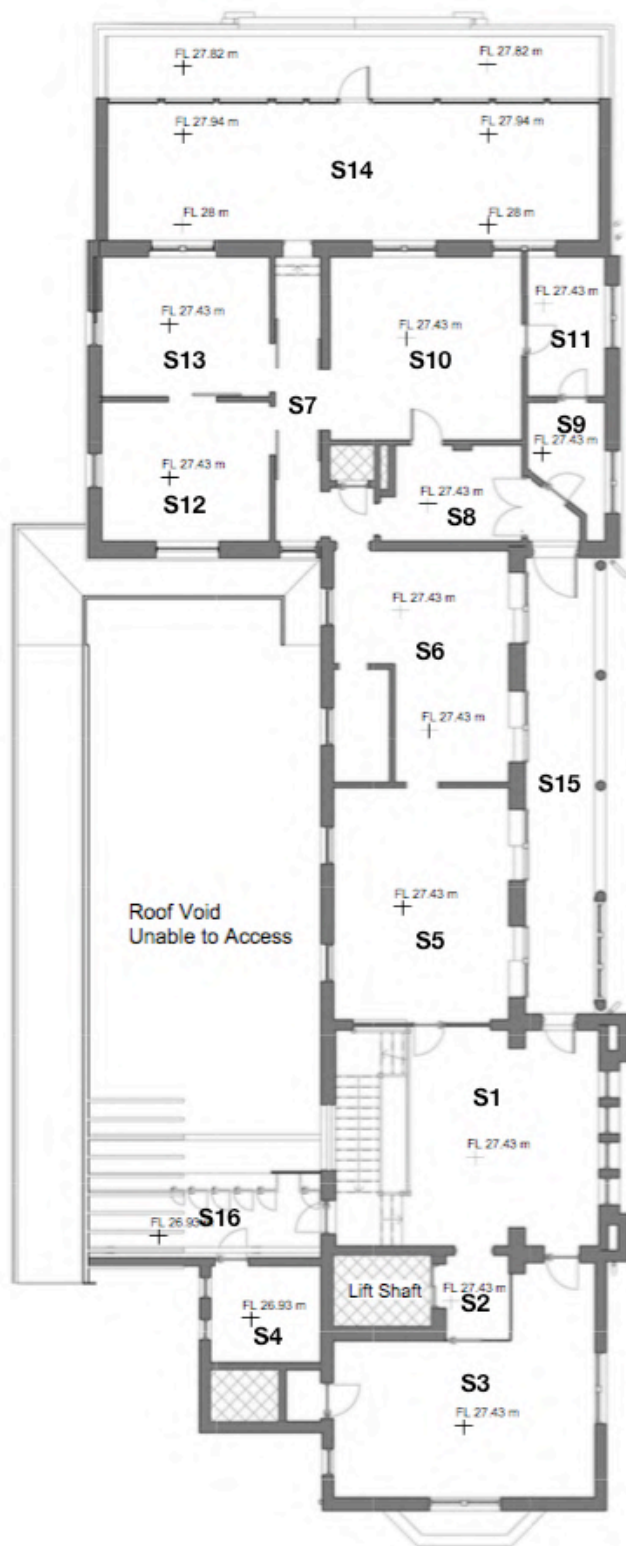 FL 27.82 m
FL 27.82 m
FL 27.94 m
FL 27.94 m
S14
FL 28 m
FL 28 m
FL 27.43 m
S13
FL 27.43 m
S10
FL 27.43 m
S11
S7
S9
FL 27.43 m
FL 27.43 m
S12
FL 27.43 m
S8
FL 27.43 m
S6
FL 27.43 m
S15
FL 27.43 m
S5
Roof Void
Unable to Access
S1
FL 27.43 m
S16
FL 26.93
Lift Shaft
FL 27.43 m
S2
FL 26.93 m
S4
S3
FL 27.43 m